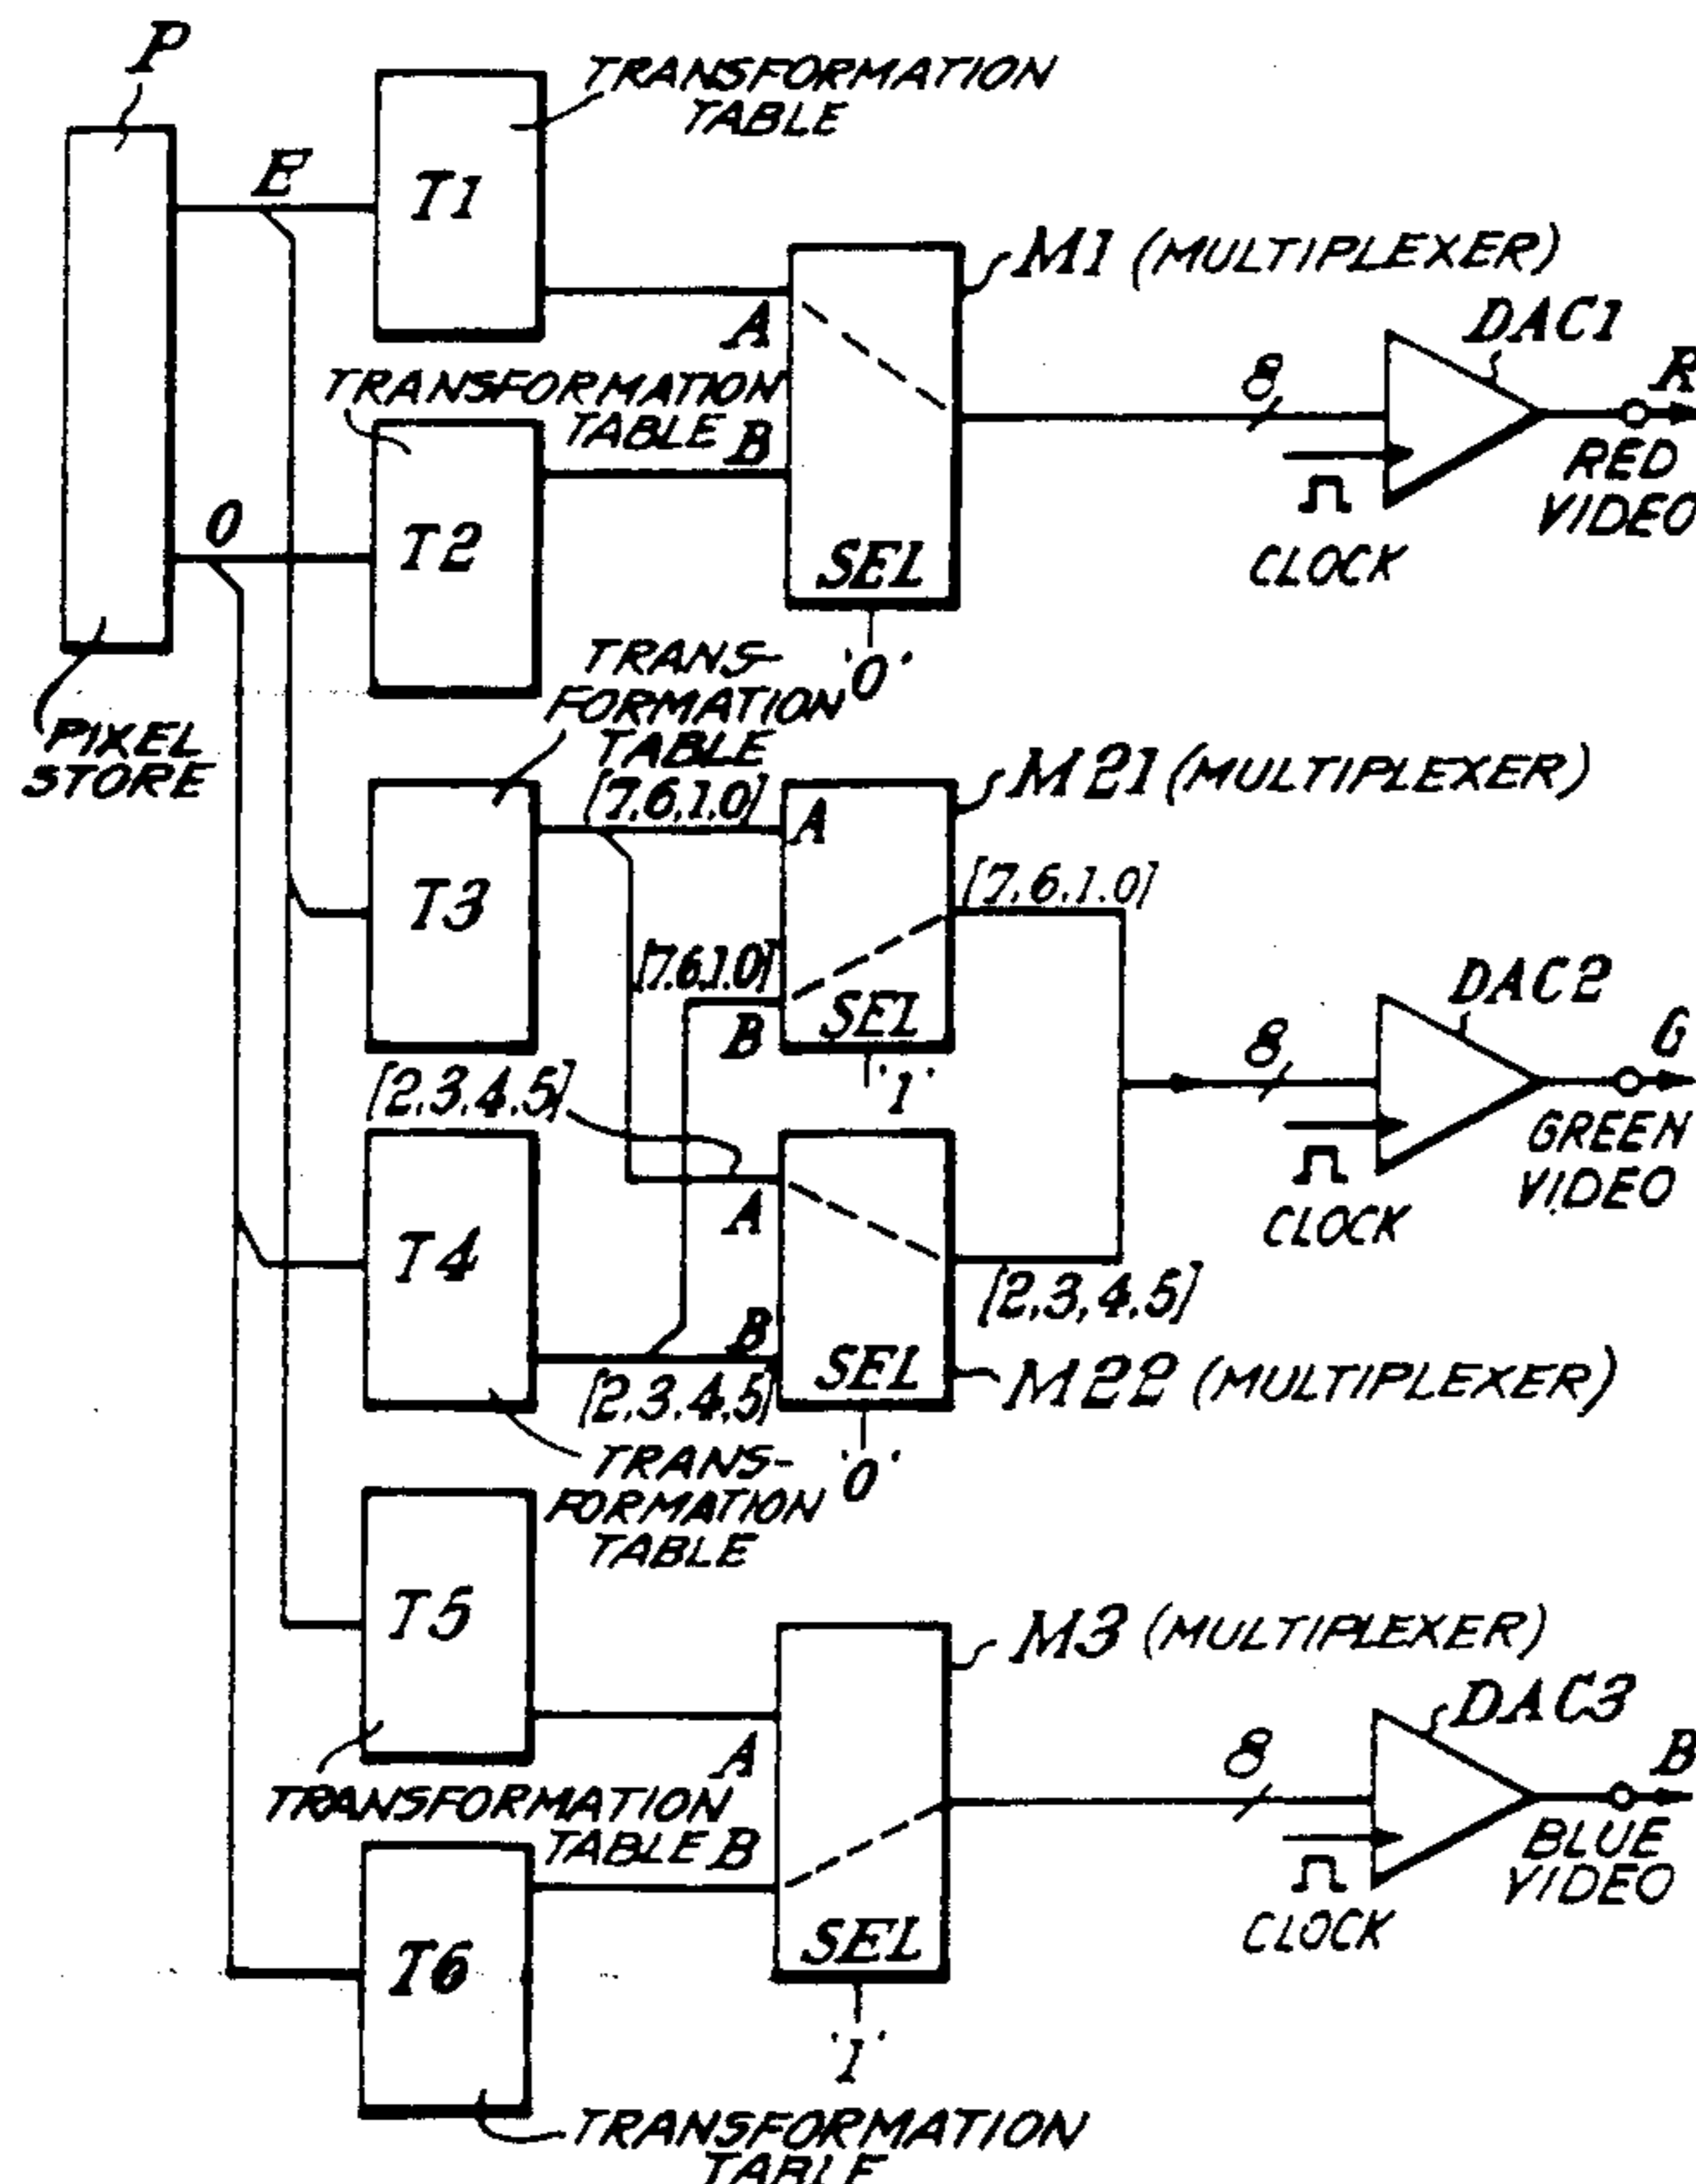 P
TRANSFORMATION
TABLE
E
T1
M1 (MULTIPLEXER)
A
DAC1
8
R
TRANSFORMATION
TABLE
B
RED
VIDEO
O
T2
SEL
CLOCK
'0'
PIXEL
STORE
TRANS-
FORMATION
TABLE
[7,6,1,0]
M21 (MULTIPLEXER)
A
T3
[7,6,1,0]
[7,6,1,0]
B
SEL
'1'
DAC2
8
G
GREEN
VIDEO
CLOCK
[2,3,4,5]
A
T4
B
SEL
[2,3,4,5]
[2,3,4,5]
M22 (MULTIPLEXER)
'0'
TRANS-
FORMATION
TABLE
T5
M3 (MULTIPLEXER)
A
DAC3
8
B
TRANSFORMATION
TABLE
B
BLUE
VIDEO
CLOCK
T6
SEL
'1'
TRANSFORMATION
TABLE